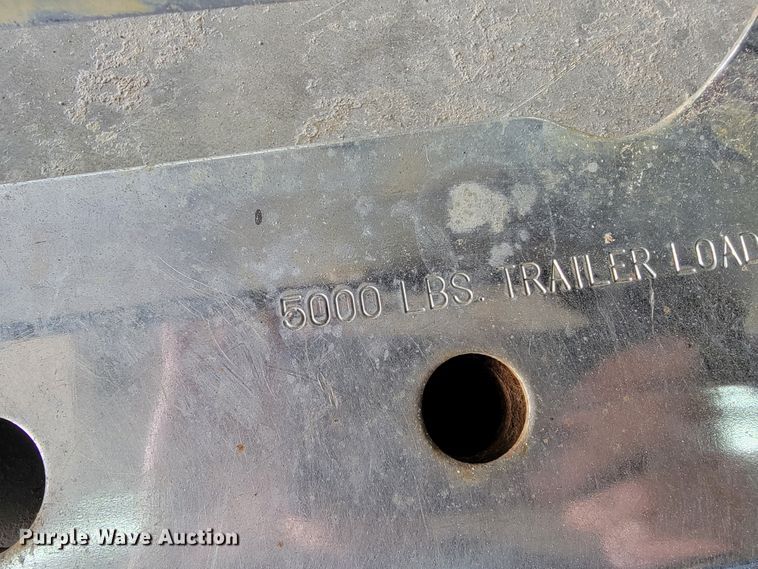 5000 LBS. TRAILER LOAD
Purple Wave Auction